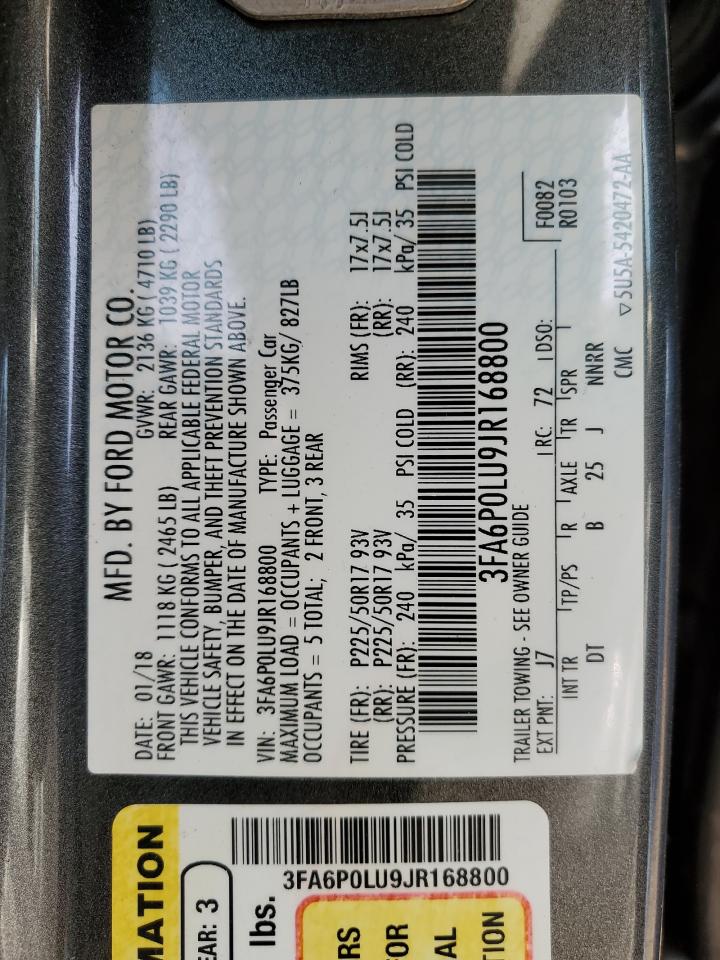 MFD. BY FORD MOTOR CO.
DATE: 01/18 GVWR: 2136 KG ( 4710 LB)
FRONT GAWR: 1118 KG ( 2465 LB) REAR GAWR: 1039 KG ( 2290 LB)
THIS VEHICLE CONFORMS TO ALL APPLICABLE FEDERAL MOTOR
VEHICLE SAFETY, BUMPER, AND THEFT PREVENTION STANDARDS
IN EFFECT ON THE DATE OF MANUFACTURE SHOWN ABOVE.
VIN: 3FA6P0LU9JR168800 TYPE: Passenger Car
MAXIMUM LOAD = OCCUPANTS + LUGGAGE = 375KG/ 827LB
OCCUPANTS = 5 TOTAL; 2 FRONT, 3 REAR
TIRE (FR): P225/50R17 93V RIMS (FR): 17x7.5J
(RR): P225/50R17 93V (RR): 17x7.5J
PRESSURE (FR): 240 kPa/ 35 PSI COLD (RR): 240 kPa/ 35 PSI COLD
3FA6P0LU9JR168800
TRAILER TOWING - SEE OWNER GUIDE
F0082
EXT PNT: J7 RC: 72 DSO: R0103
INT TR TP/PS R AXLE TR SPR
DT B 25 J NNRR
CMC ▽5U5A-5420472-AA
MATION
EAR: 3
lbs.
3FA6P0LU9JR168800
RS
OR
AL
TION